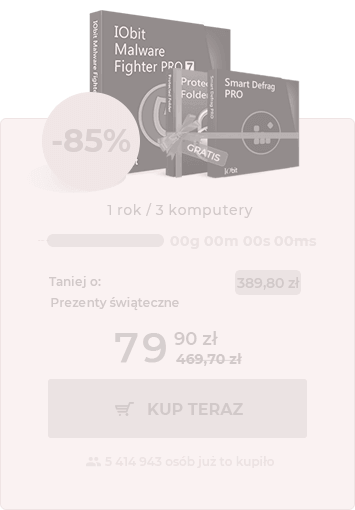 IObit Malware Fighter
IObit
Malware
Fighter PRO 7
Protected Folder
Protec
Folde
Smart Defrag PRO
Smart Defrag
PRO
-85%
GRATIS
IObit
1 rok / 3 komputery
00g 00m 00s 00ms
Taniej o:
389,80 zł
Prezenty świąteczne
79 90 zł
469,70 zł
KUP TERAZ
5 414 943 osób już to kupiło